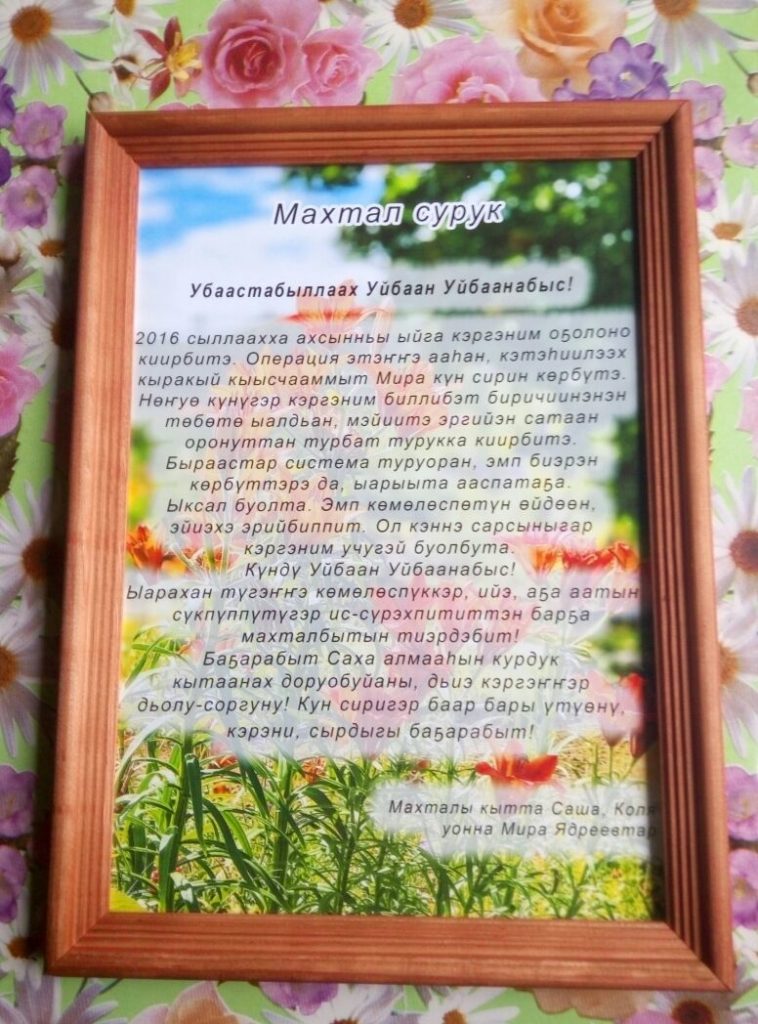 Махтал сурук
Убаастабыллаах Уйбаан Уйбаанабыс!
2016 сыллаахха ахсынньы ыйга кэргэним оҕолоно
киирбитэ. Операция этэҥҥэ ааһан, кэтэһиилээх
кыракый кыысчааммыт Мира күн сирин көрбүтэ.
Нөҥүө күнүгэр кэргэним биллибэт биричиинэнэн
төбөтө ыалдьан, мэйиитэ эргийэн сатаан
оронуттан турбат турукка киирбитэ.
Быраастар система туруоран, эмп биэрэн
көрбүттэрэ да, ыарыыта ааспатаҕа.
Ыксал буолта. Эмп көмөлөспөтүн өйдөөн,
эйиэхэ эрийбиппит. Ол кэннэ сарсыныгар
кэргэним учугэй буолбута.
Күндү Уйбаан Уйбаанабыс!
Ыарахан түгэҥҥэ көмөлөспүккэр, ийэ, аҕа аатын
сүкпүппүтүгэр ис-сүрэхпититтэн барҕа
махталбытын тиэрдэбит!
Баҕарабыт Саха алмааһын курдук
кытаанах доруобуйаны, дьиэ кэргэҥҥэр
дьолу-соргуну! Кун сиригэр баар бары үтүөнү,
кэрэни, сырдыгы баҕарабыт!
Махталы кытта Саша, Коля
уонна Мира Ядреевтар